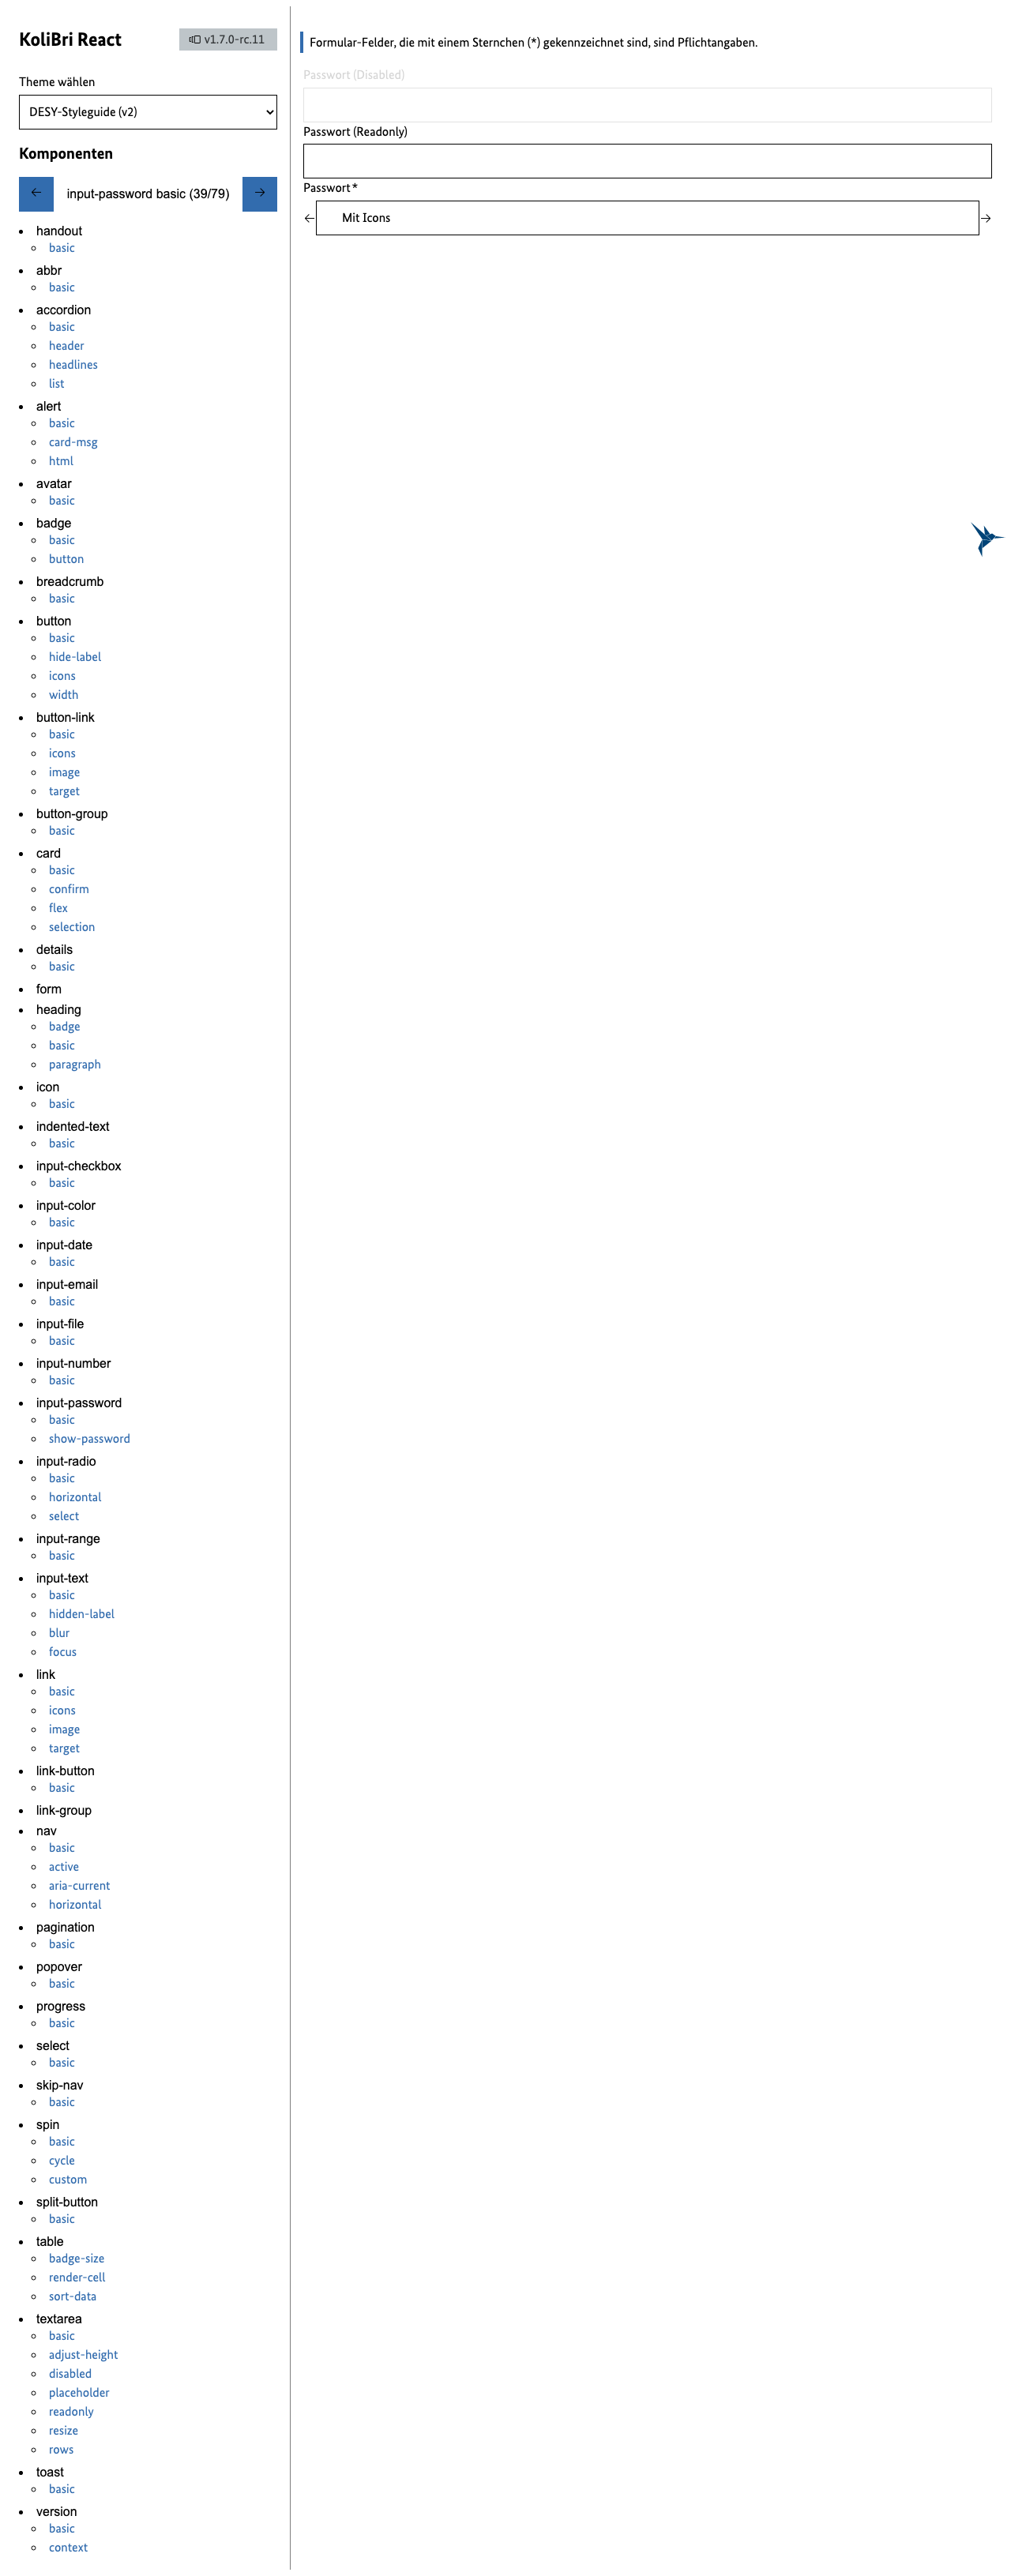 KoliBri React
v1.7.0-rc.11
Theme wählen
DESY-Styleguide (v2)
Komponenten
input-password basic (39/79)
handout
basic
abbr
basic
accordion
basic
header
headlines
list
alert
basic
card-msg
html
avatar
basic
badge
basic
button
breadcrumb
basic
button
basic
hide-label
icons
width
button-link
basic
icons
image
target
button-group
basic
card
basic
confirm
flex
selection
details
basic
form
heading
badge
basic
paragraph
icon
basic
indented-text
basic
input-checkbox
basic
input-color
basic
input-date
basic
input-email
basic
input-file
basic
input-number
basic
input-password
basic
show-password
input-radio
basic
horizontal
select
input-range
basic
input-text
basic
hidden-label
blur
focus
link
basic
icons
image
target
link-button
basic
link-group
nav
basic
active
aria-current
horizontal
pagination
basic
popover
basic
progress
basic
select
basic
skip-nav
basic
spin
basic
cycle
custom
split-button
basic
table
badge-size
render-cell
sort-data
textarea
basic
adjust-height
disabled
placeholder
readonly
resize
rows
toast
basic
version
basic
context
Formular-Felder, die mit einem Sternchen (*) gekennzeichnet sind, sind Pflichtangaben.
Passwort (Disabled)
Passwort (Readonly)
Passwort*
Mit Icons